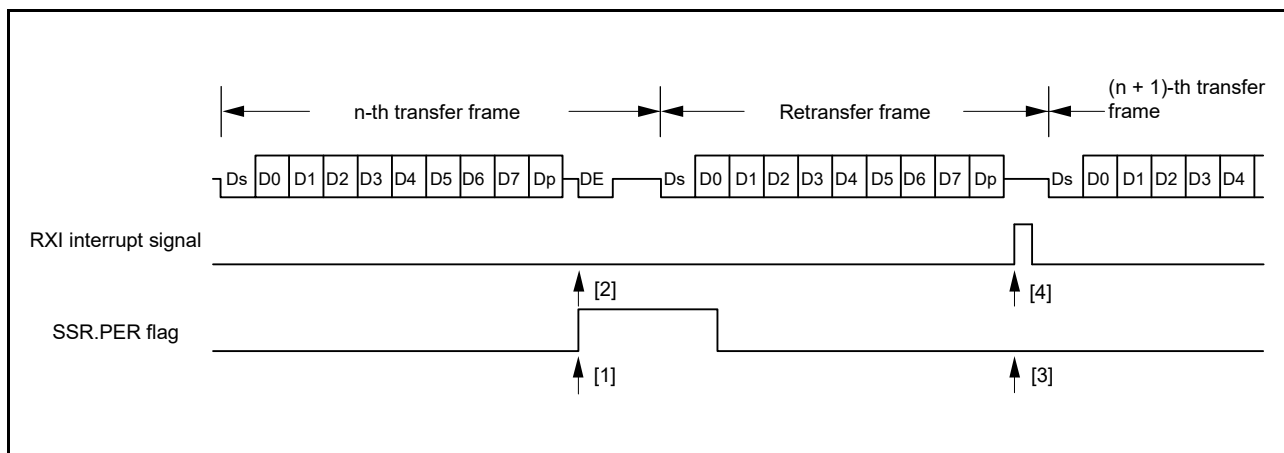 (n + 1)-th transfer
n-th transfer frame Retransfer frame frame
Ds D0 D1 D2 D3 D4 D5 D6 D7 Dp DE Ds D0 D1 D2 D3 D4 D5 D6 D7 Dp Ds D0 D1 D2 D3 D4
RXI interrupt signal
[2] [4]
SSR.PER flag
[1] [3]